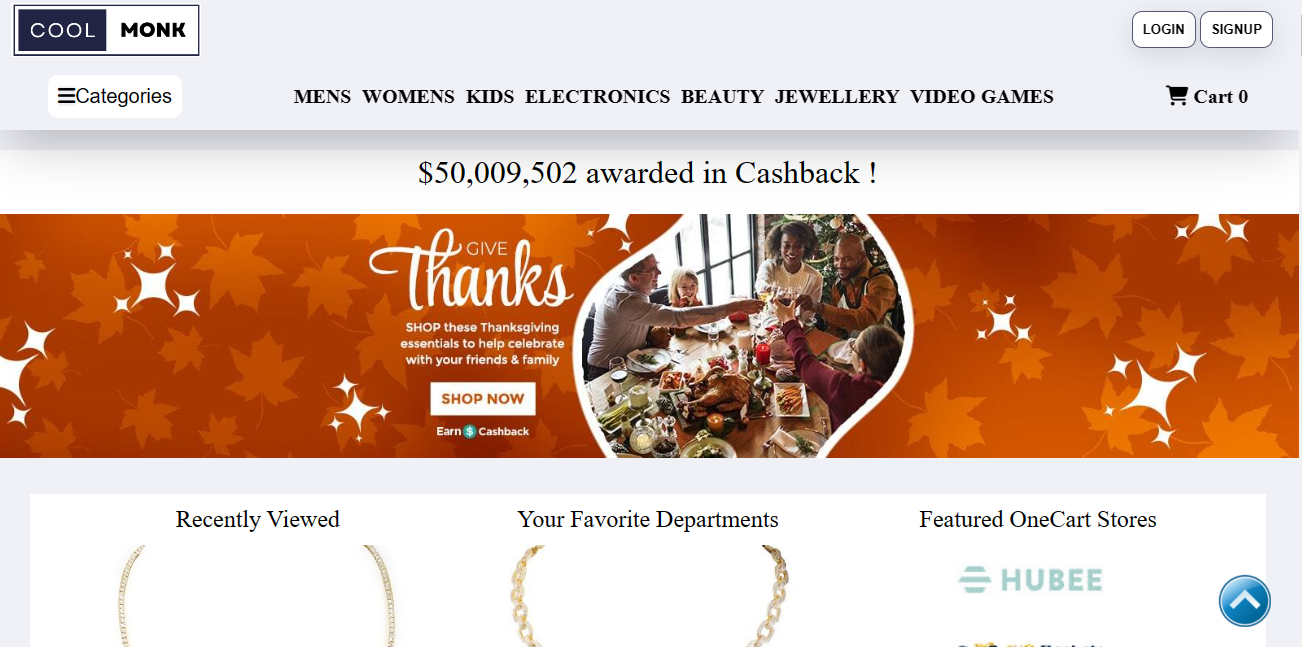 COOL MONK
LOGIN SIGNUP
Categories
MENS WOMENS KIDS ELECTRONICS BEAUTY JEWELLERY VIDEO GAMES
Cart 0
$50,009,502 awarded in Cashback !
GIVE
Thanks
SHOP these Thanksgiving
essentials to help celebrate
with your friends & family
SHOP NOW
Earn $ Cashback
Recently Viewed
Your Favorite Departments
Featured OneCart Stores
HUBEE